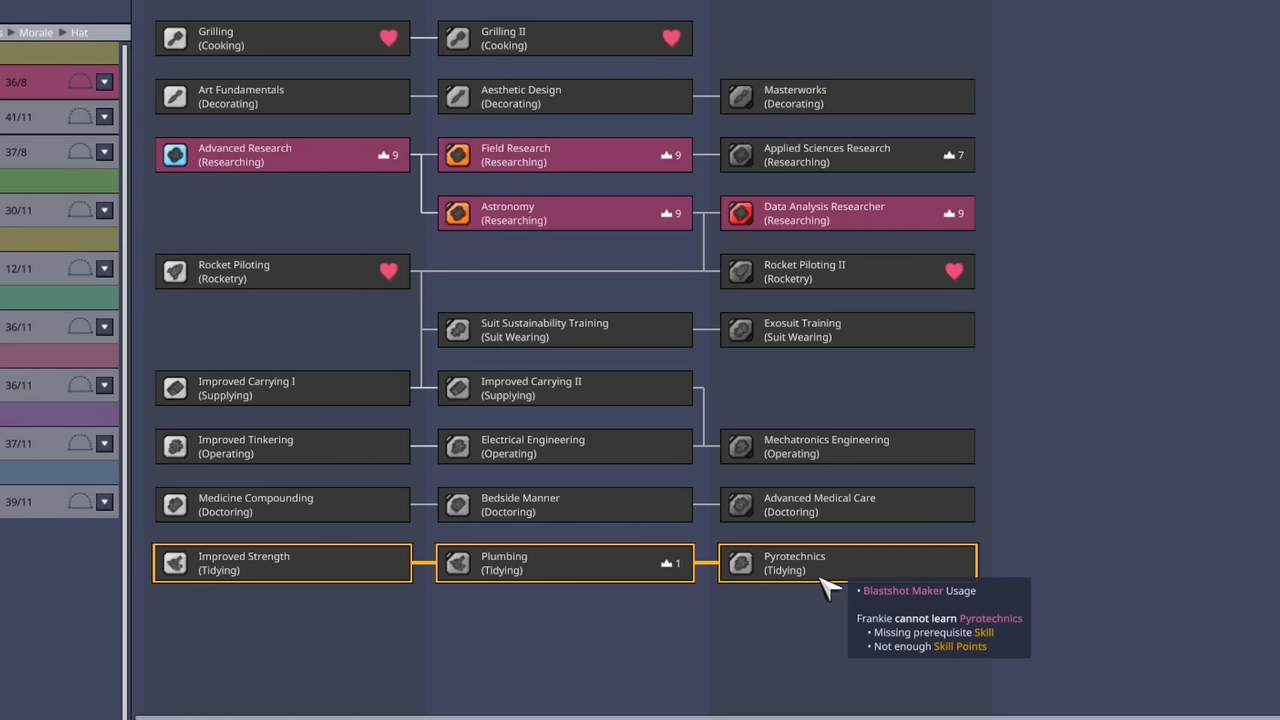 s ▶ Morale ▶ Hat
36/8
41/11
37/8
30/11
12/11
36/11
36/11
37/11
39/11
Grilling
(Cooking)
Grilling II
(Cooking)
Art Fundamentals
(Decorating)
Aesthetic Design
(Decorating)
Masterworks
(Decorating)
Advanced Research
(Researching)
9
Field Research
(Researching)
9
Applied Sciences Research
(Researching)
7
Astronomy
(Researching)
9
Data Analysis Researcher
(Researching)
9
Rocket Piloting
(Rocketry)
Rocket Piloting II
(Rocketry)
Suit Sustainability Training
(Suit Wearing)
Exosuit Training
(Suit Wearing)
Improved Carrying I
(Supplying)
Improved Carrying II
(Supplying)
Improved Tinkering
(Operating)
Electrical Engineering
(Operating)
Mechatronics Engineering
(Operating)
Medicine Compounding
(Doctoring)
Bedside Manner
(Doctoring)
Advanced Medical Care
(Doctoring)
Improved Strength
(Tidying)
Plumbing
(Tidying)
1
Pyrotechnics
(Tidying)
• Blastshot Maker Usage
Frankie cannot learn Pyrotechnics
• Missing prerequisite Skill
• Not enough Skill Points